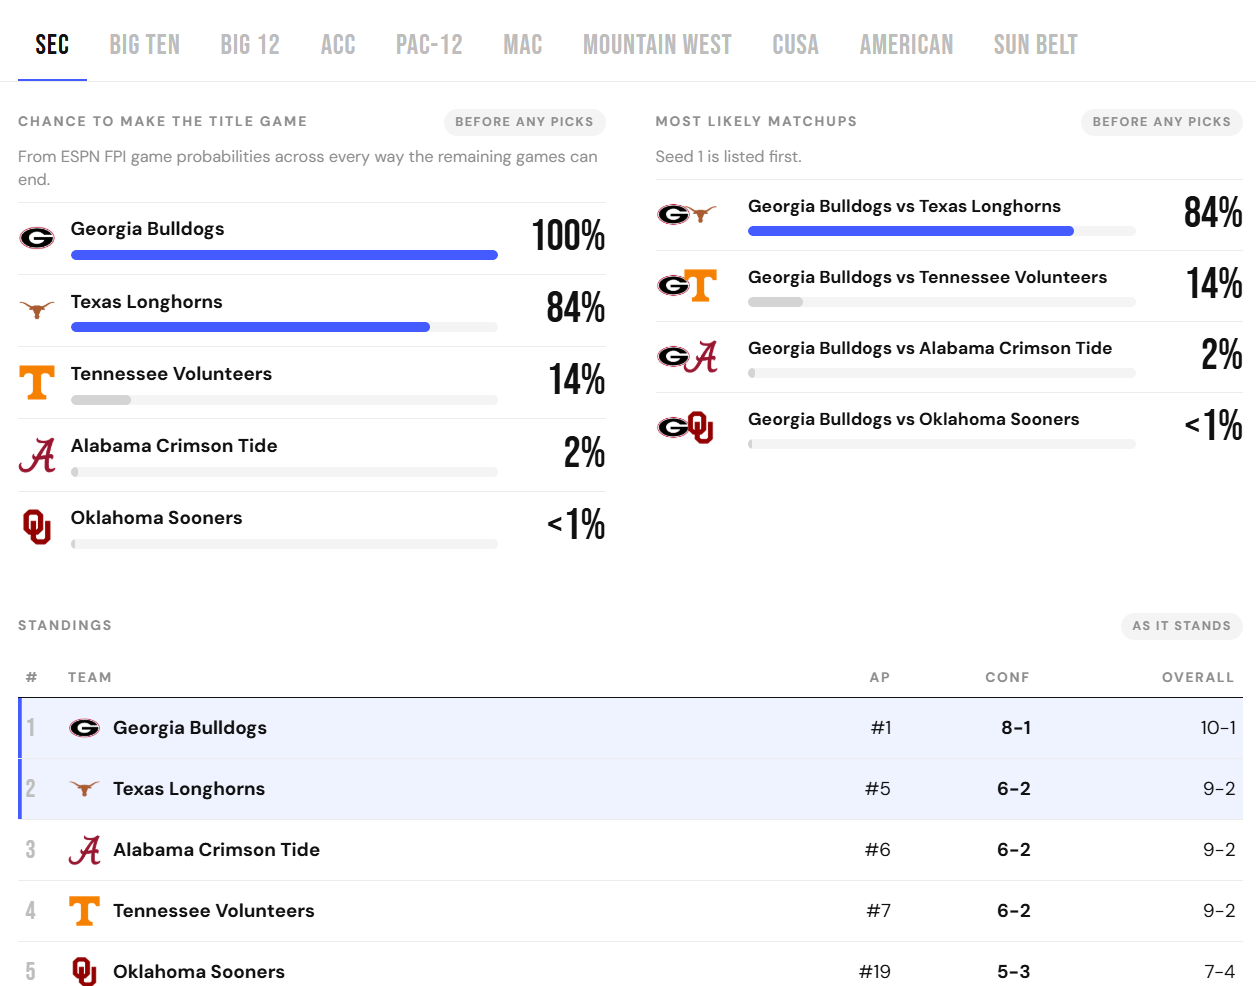 SEC BIG TEN BIG 12 ACC PAC-12 MAC MOUNTAIN WEST CUSA AMERICAN SUN BELT
CHANCE TO MAKE THE TITLE GAME BEFORE ANY PICKS
From ESPN FPI game probabilities across every way the remaining games can
end.
G Georgia Bulldogs 100%
Texas Longhorns 84%
T Tennessee Volunteers 14%
A Alabama Crimson Tide 2%
OU Oklahoma Sooners <1%
MOST LIKELY MATCHUPS BEFORE ANY PICKS
Seed 1 is listed first.
G Georgia Bulldogs vs Texas Longhorns 84%
G T Georgia Bulldogs vs Tennessee Volunteers 14%
G A Georgia Bulldogs vs Alabama Crimson Tide 2%
G OU Georgia Bulldogs vs Oklahoma Sooners <1%
STANDINGS AS IT STANDS
# TEAM AP CONF OVERALL
1 G Georgia Bulldogs #1 8-1 10-1
2 Texas Longhorns #5 6-2 9-2
3 A Alabama Crimson Tide #6 6-2 9-2
4 T Tennessee Volunteers #7 6-2 9-2
5 OU Oklahoma Sooners #19 5-3 7-4